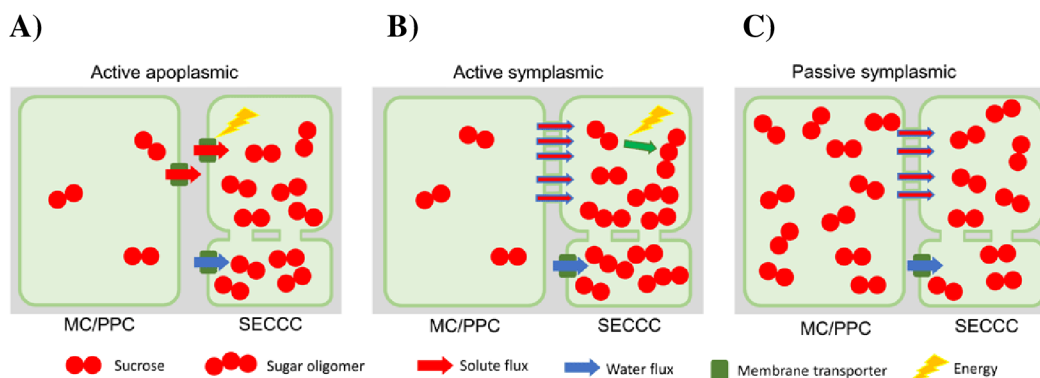 A) B) C)
Active apoplasmic Active symplasmic Passive symplasmic
MC/PPC SECCC MC/PPC SECCC MC/PPC SECCC
Sucrose Sugar oligomer Solute flux Water flux Membrane transporter Energy